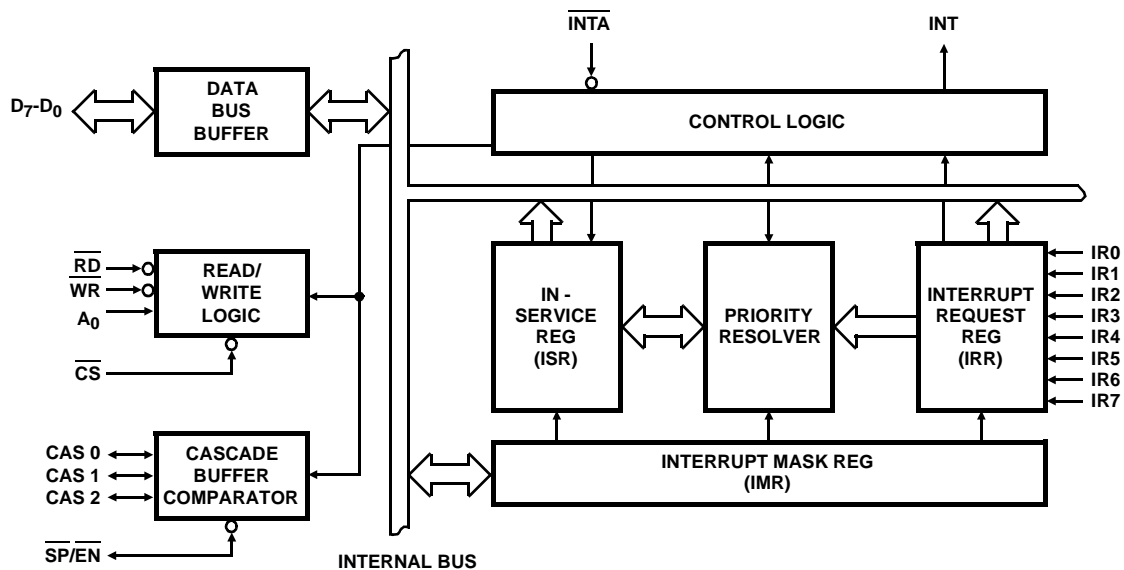 INTA
INT
D7-D0
DATA
BUS
BUFFER
CONTROL LOGIC
RD
WR
A0
CS
READ/
WRITE
LOGIC
IN -
SERVICE
REG
(ISR)
PRIORITY
RESOLVER
INTERRUPT
REQUEST
REG
(IRR)
IR0
IR1
IR2
IR3
IR4
IR5
IR6
IR7
CAS 0
CAS 1
CAS 2
CASCADE
BUFFER
COMPARATOR
INTERRUPT MASK REG
(IMR)
SP/EN
INTERNAL BUS